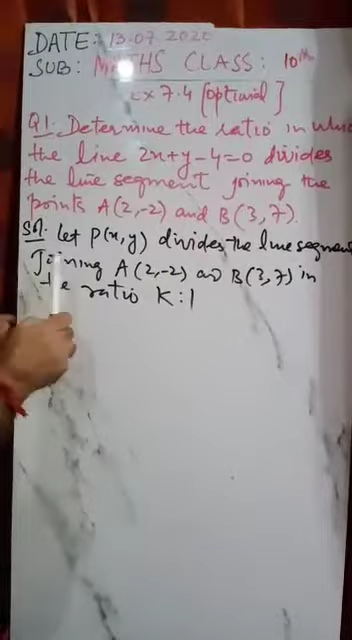 DATE: 13.07.2020
SUB: MATHS CLASS: 10th
Ex 7.4 [Optional]
Q1. Determine the ratio in which
the line 2x+y-4=0 divides
the line segment joining the
points A(2,-2) and B(3,7).
Sol. Let P(x,y) divides the line segment
Joining A(2,-2) and B(3,7) in
the ratio K:1